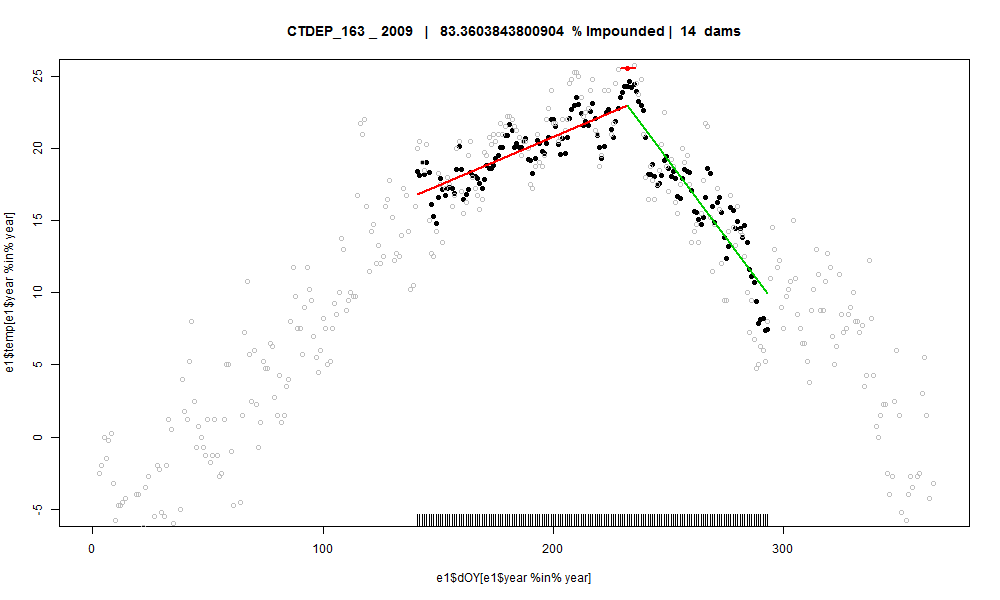 CTDEP_163 _ 2009 | 83.3603843800904 % Impounded | 14 dams
e1$temp[e1$year %in% year]
25
20
15
10
5
0
-5
0 100 200 300
e1$dOY[e1$year %in% year]